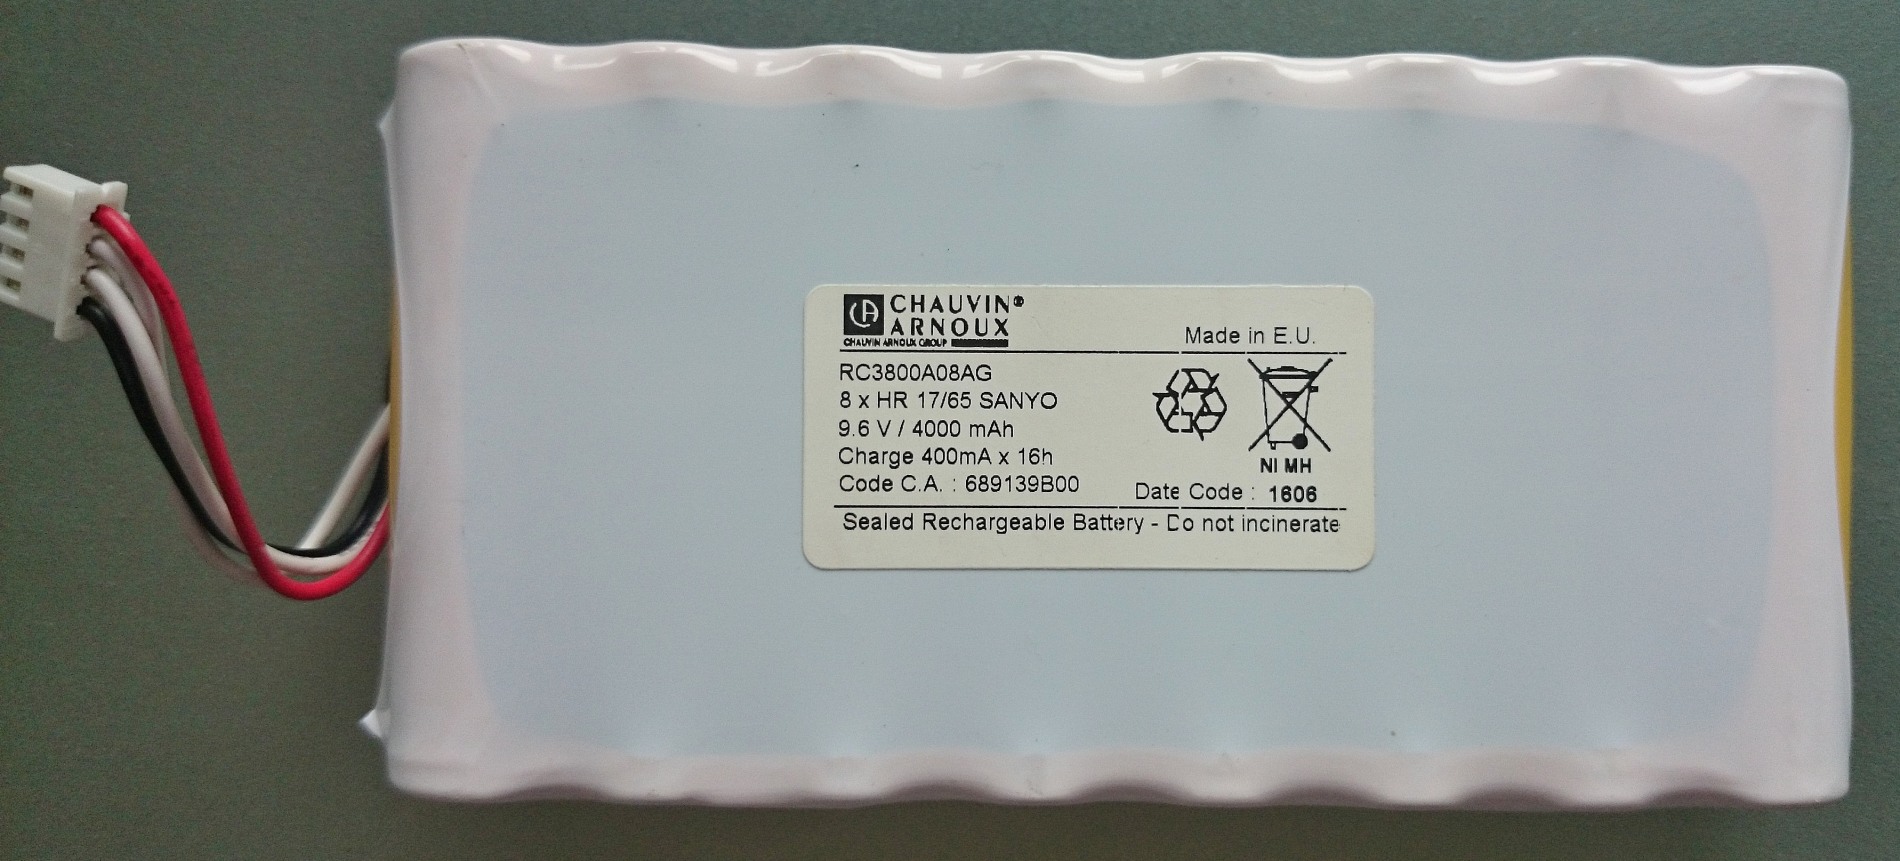 CA CHAUVIN®
ARNOUX
CHAUVIN ARNOUX GROUP
Made in E.U.
RC3800A08AG
8 x HR 17/65 SANYO
9.6 V / 4000 mAh
Charge 400mA x 16h
NI MH
Code C.A. : 689139B00
Date Code : 1606
Sealed Rechargeable Battery - Do not incinerate